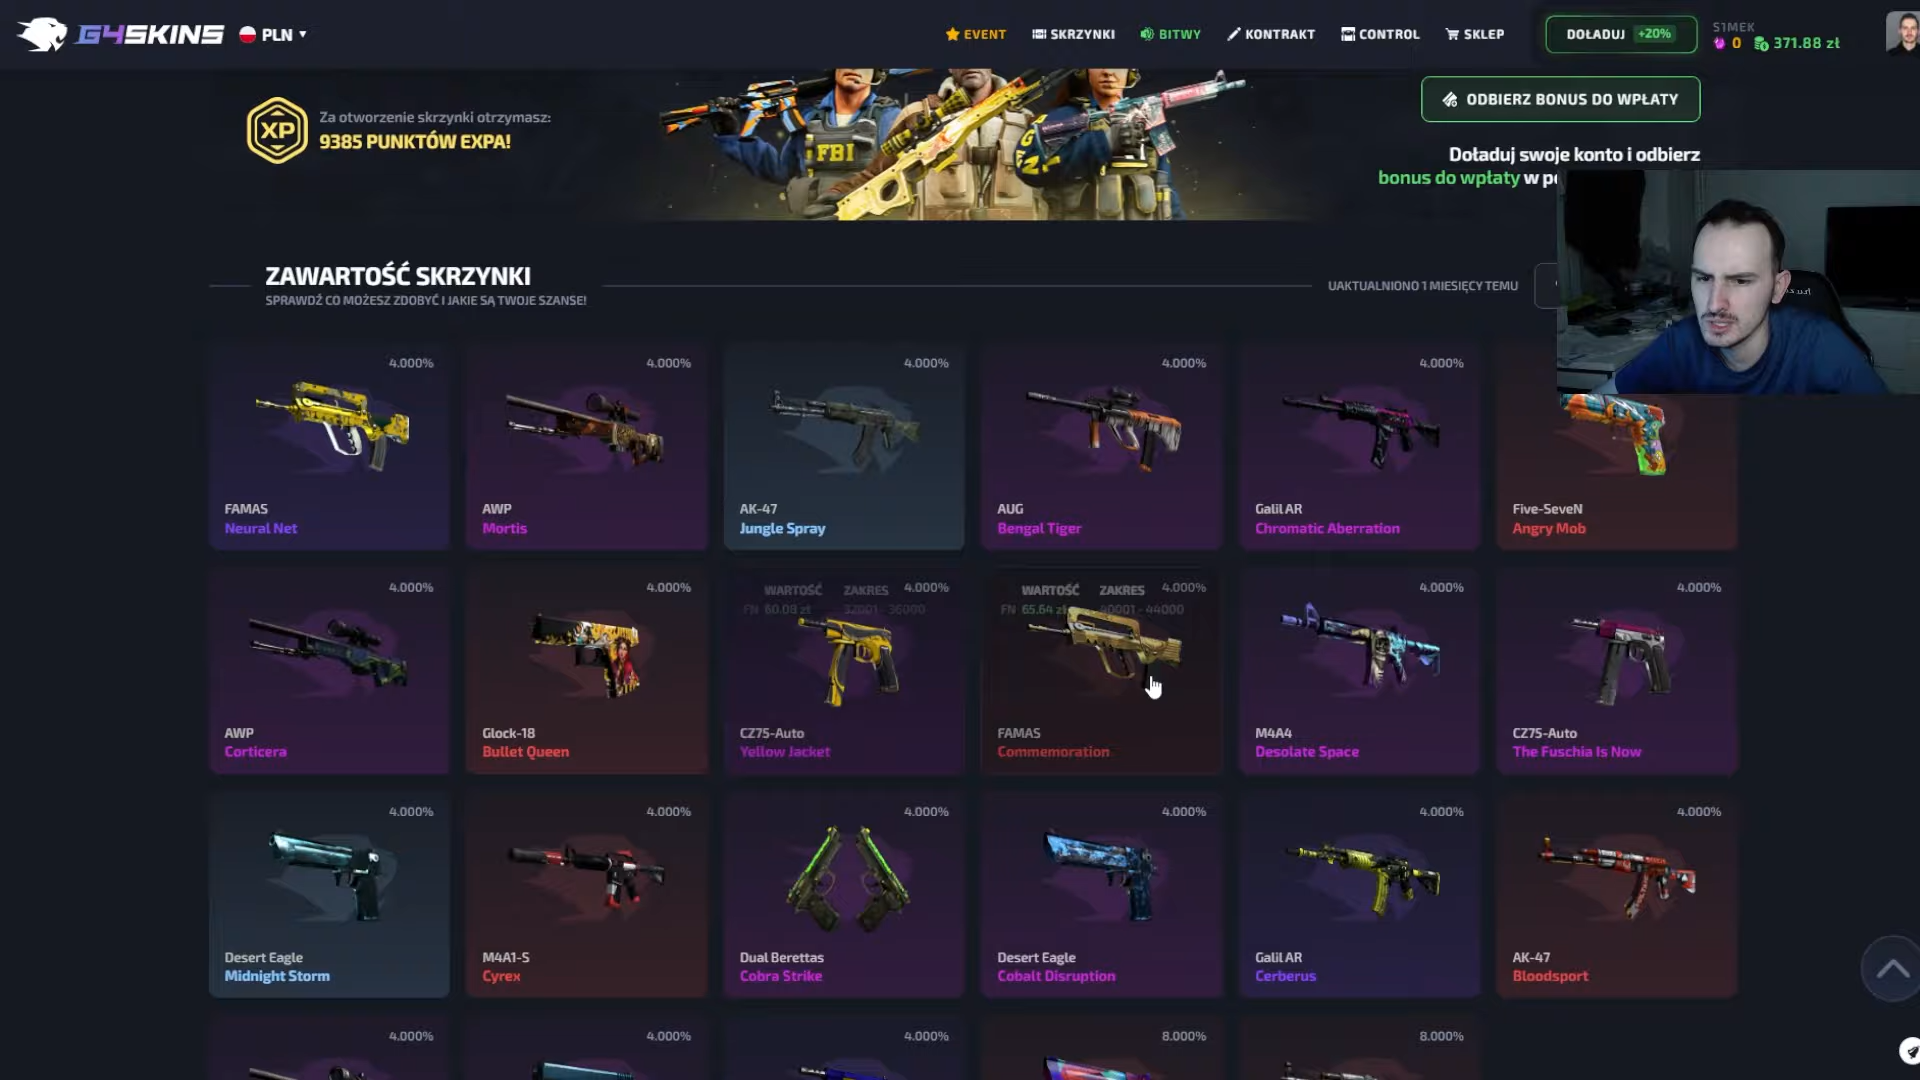 G4SKINS
PLN
EVENT
SKRZYNKI
BITWY
KONTRAKT
CONTROL
SKLEP
DOŁADUJ +20%
S1MEK
0 371.88 zł
Za otworzenie skrzynki otrzymasz:
9385 PUNKTÓW EXPA!
XP
FBI
ODBIERZ BONUS DO WPŁATY
Doładuj swoje konto i odbierz
bonus do wpłaty w
ZAWARTOŚĆ SKRZYNKI
SPRAWDŹ CO MOŻESZ ZDOBYĆ I JAKIE SĄ TWOJE SZANSE!
UAKTUALNIONO 1 MIESIĘCY TEMU
4.000%
FAMAS
Neural Net
4.000%
AWP
Mortis
4.000%
AK-47
Jungle Spray
4.000%
AUG
Bengal Tiger
4.000%
Galil AR
Chromatic Aberration
Five-SeveN
Angry Mob
4.000%
AWP
Corticera
4.000%
Glock-18
Bullet Queen
WARTOŚĆ ZAKRES 4.000%
FN 60.08 zł 32001 - 36000
CZ75-Auto
Yellow Jacket
WARTOŚĆ ZAKRES 4.000%
FN 65.64 zł 40001 - 44000
FAMAS
Commemoration
4.000%
M4A4
Desolate Space
4.000%
CZ75-Auto
The Fuschia Is Now
4.000%
Desert Eagle
Midnight Storm
4.000%
M4A1-S
Cyrex
4.000%
Dual Berettas
Cobra Strike
4.000%
Desert Eagle
Cobalt Disruption
4.000%
Galil AR
Cerberus
4.000%
AK-47
Bloodsport
4.000%
4.000%
4.000%
8.000%
8.000%